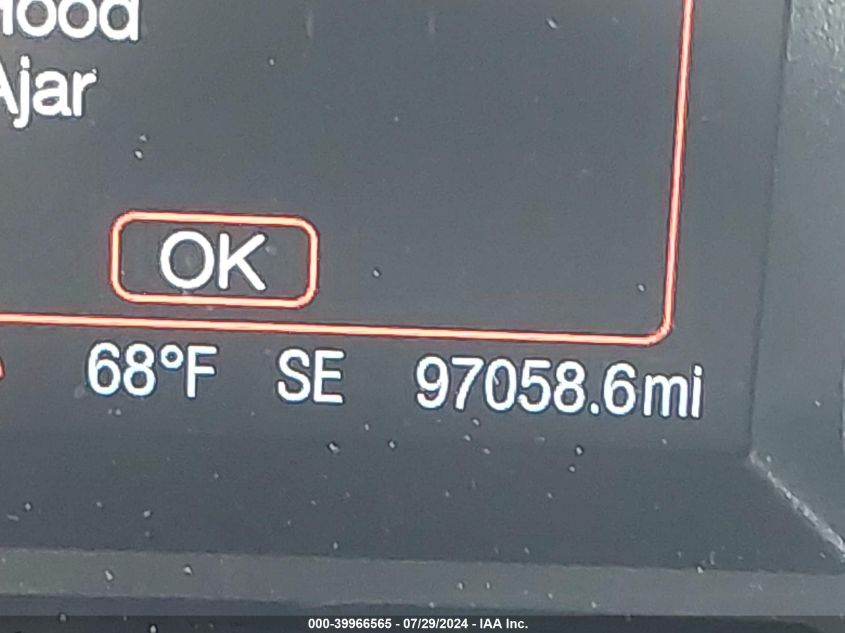 Hood
Ajar
OK
68°F SE 97058.6mi
000-39966565 - 07/29/2024 - IAA Inc.